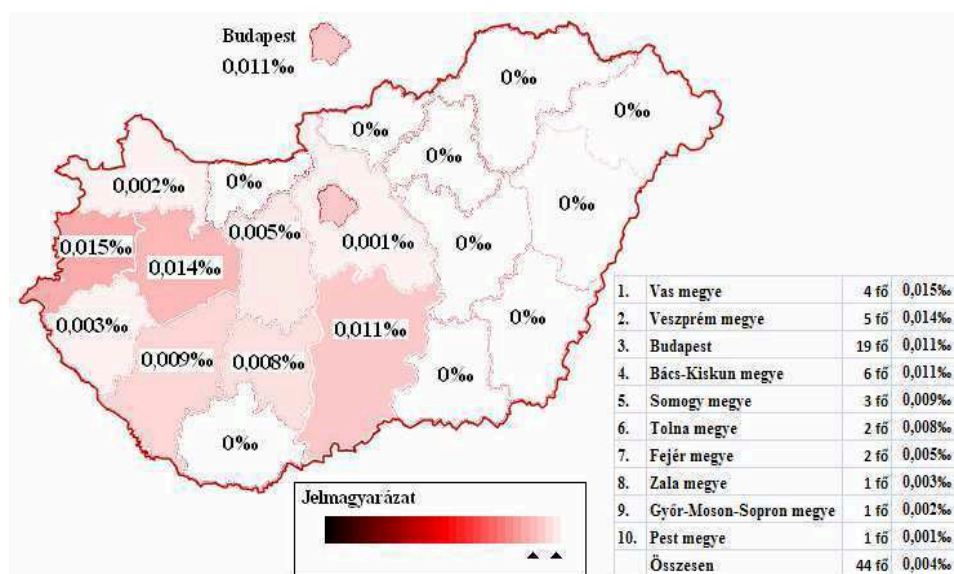 Budapest
0,011‰
0‰
0‰
0‰
0‰
0,002‰
0‰
0‰
0,005‰
0,001‰
0‰
0,015‰
0,014‰
0,003‰
0,011‰
0‰
0,009‰
0,008‰
0‰
0‰
Jelmagyarázat
1. Vas megye 4 fő 0,015‰
2. Veszprém megye 5 fő 0,014‰
3. Budapest 19 fő 0,011‰
4. Bács-Kiskun megye 6 fő 0,011‰
5. Somogy megye 3 fő 0,009‰
6. Tolna megye 2 fő 0,008‰
7. Fejér megye 2 fő 0,005‰
8. Zala megye 1 fő 0,003‰
9. Győr-Moson-Sopron megye 1 fő 0,002‰
10. Pest megye 1 fő 0,001‰
Összesen 44 fő 0,004‰